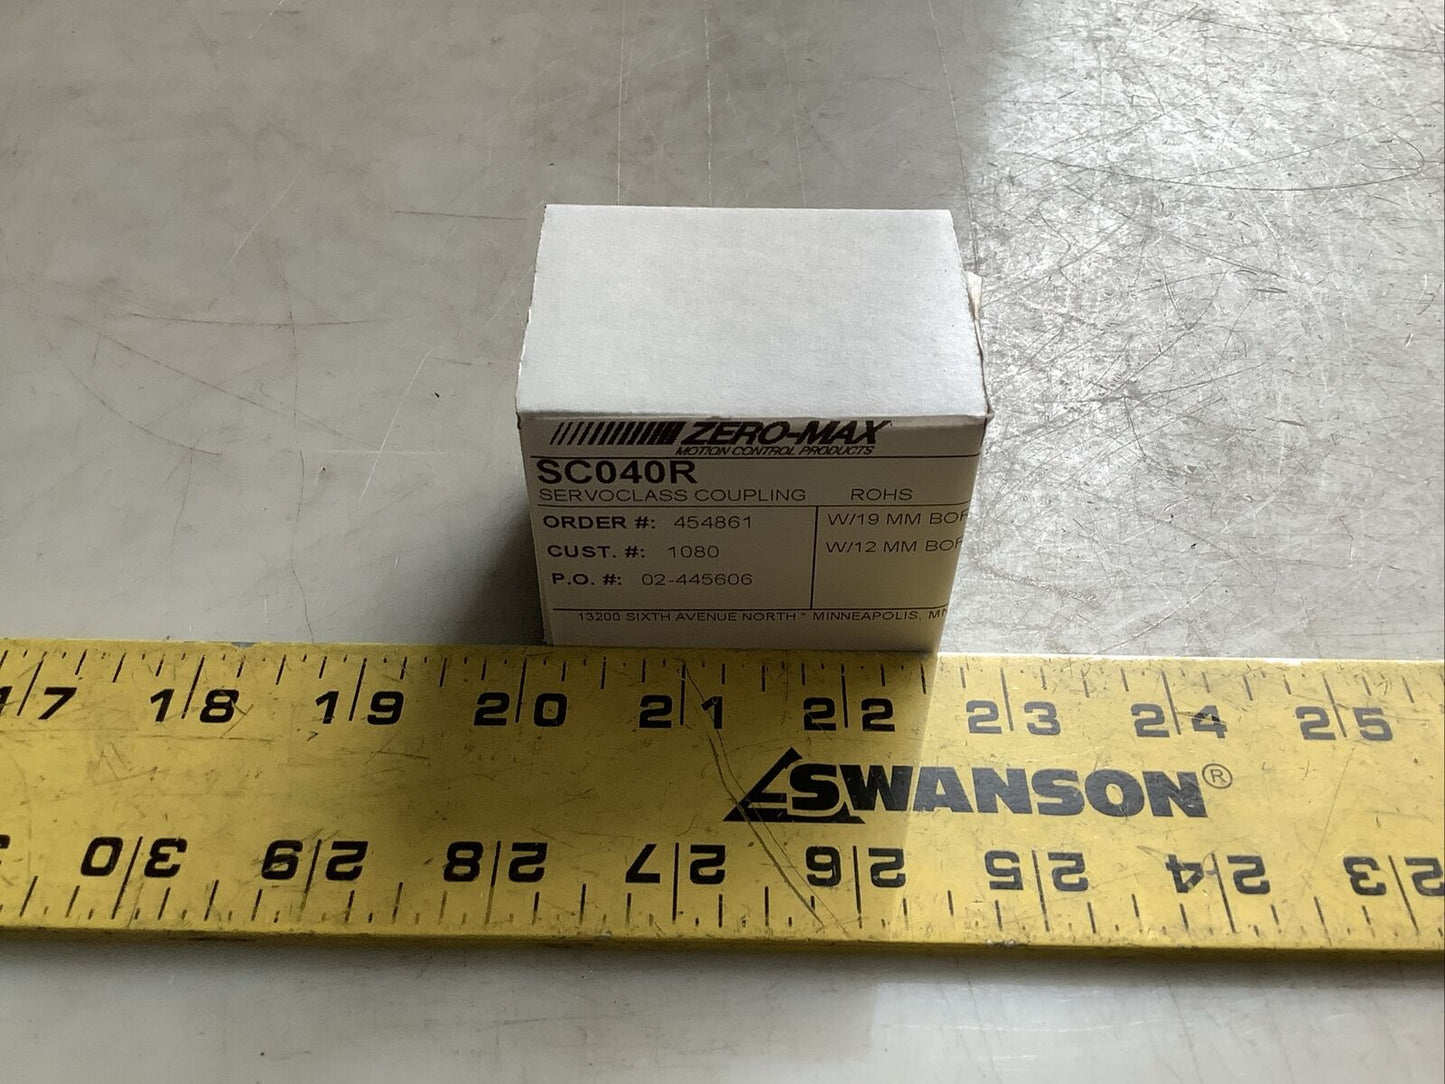 ZERO-MAX
MOTION CONTROL PRODUCTS
SC040R
SERVOCLASS COUPLING ROHS
ORDER #: 454861 W/19 MM BOR
CUST. #: 1080 W/12 MM BOR
P.O. #: 02-445606
13200 SIXTH AVENUE NORTH * MINNEAPOLIS, MN
17 18 19 20 21 22 23 24 25
SWANSON®
30 29 28 27 26 25 24 23